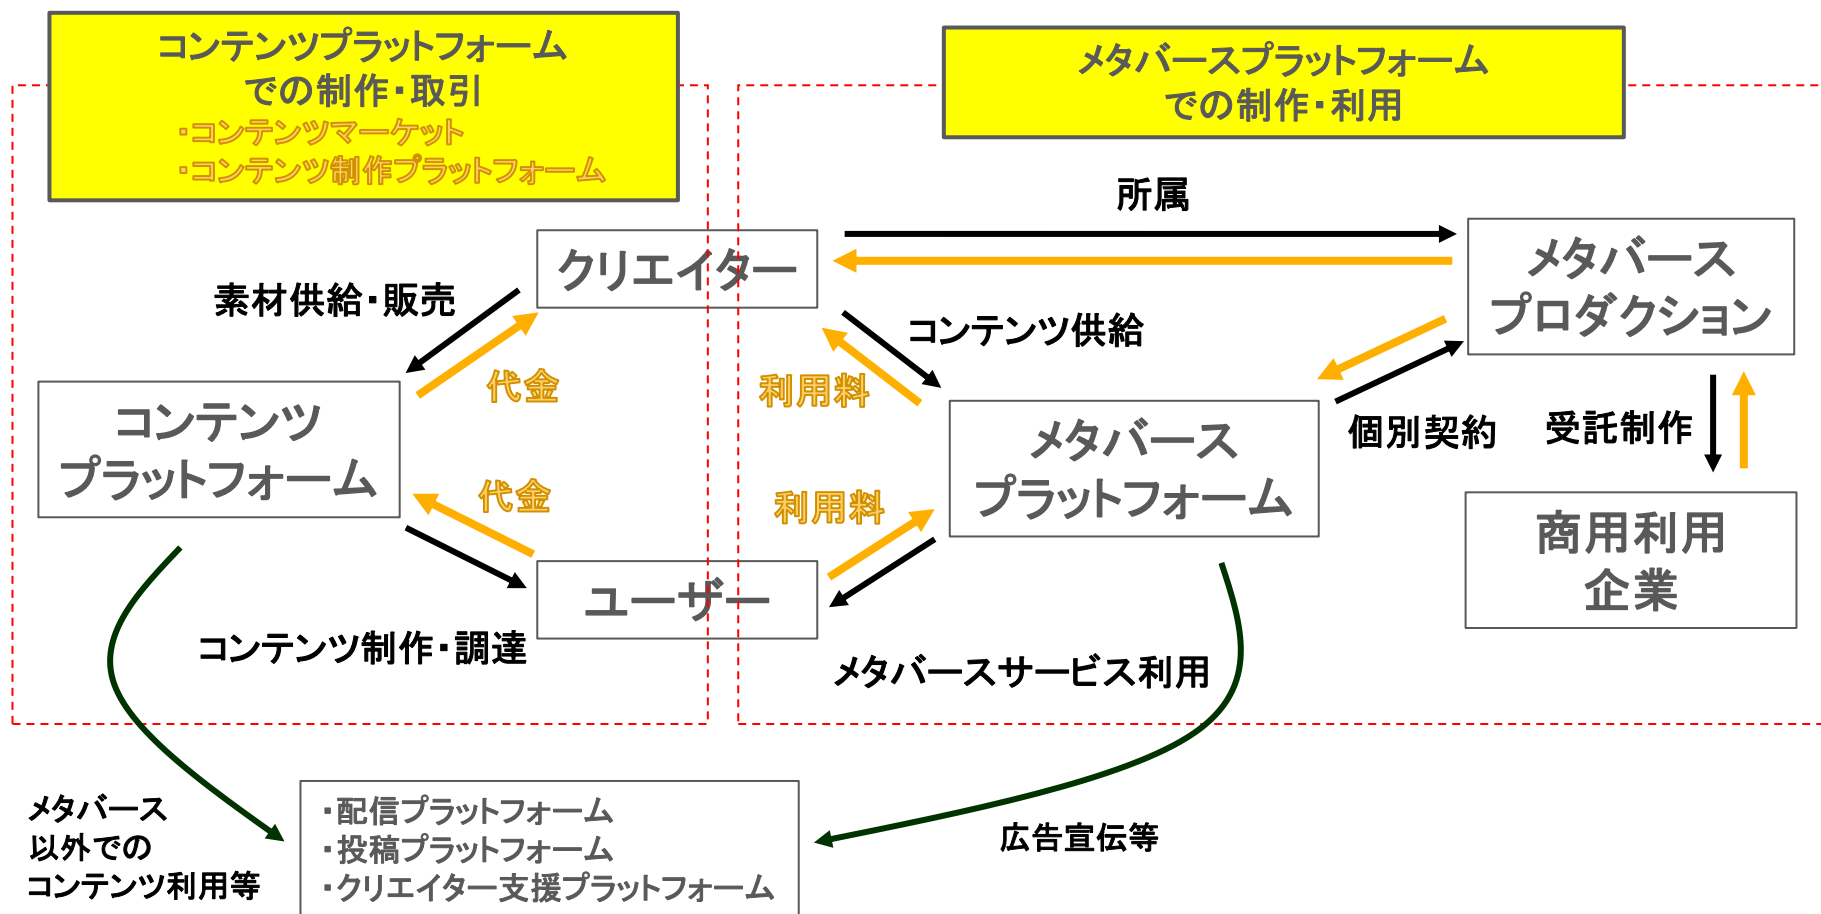 コンテンツプラットフォーム
での制作・取引
・コンテンツマーケット
・コンテンツ制作プラットフォーム
メタバースプラットフォーム
での制作・利用
所属
クリエイター
メタバース
プロダクション
素材供給・販売
コンテンツ供給
代金
利用料
コンテンツ
プラットフォーム
メタバース
プラットフォーム
個別契約
受託制作
代金
利用料
商用利用
企業
ユーザー
コンテンツ制作・調達
メタバースサービス利用
メタバース
以外での
コンテンツ利用等
・配信プラットフォーム
・投稿プラットフォーム
・クリエイター支援プラットフォーム
広告宣伝等